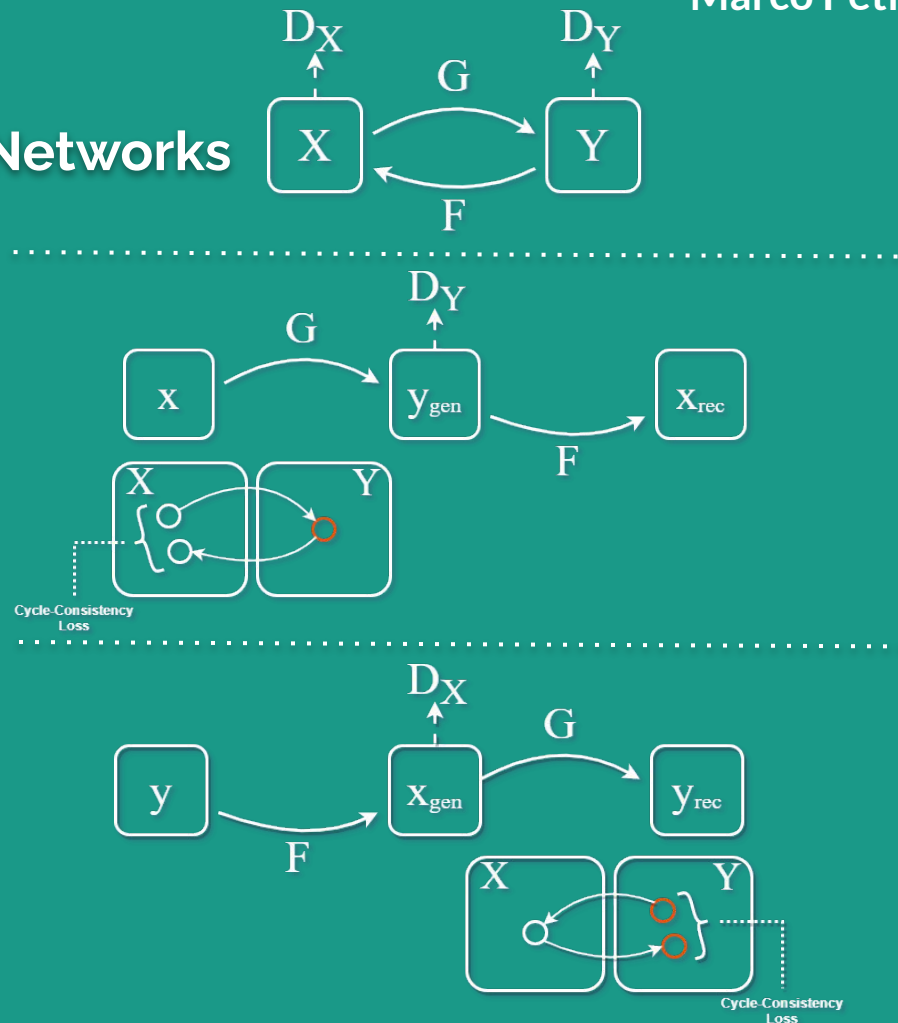 D_X
D_Y
G
Networks
X
Y
F
D_Y
G
x
y_gen
x_rec
F
X
Y
Cycle-Consistency
Loss
D_X
G
y
x_gen
y_rec
F
X
Y
Cycle-Consistency
Loss